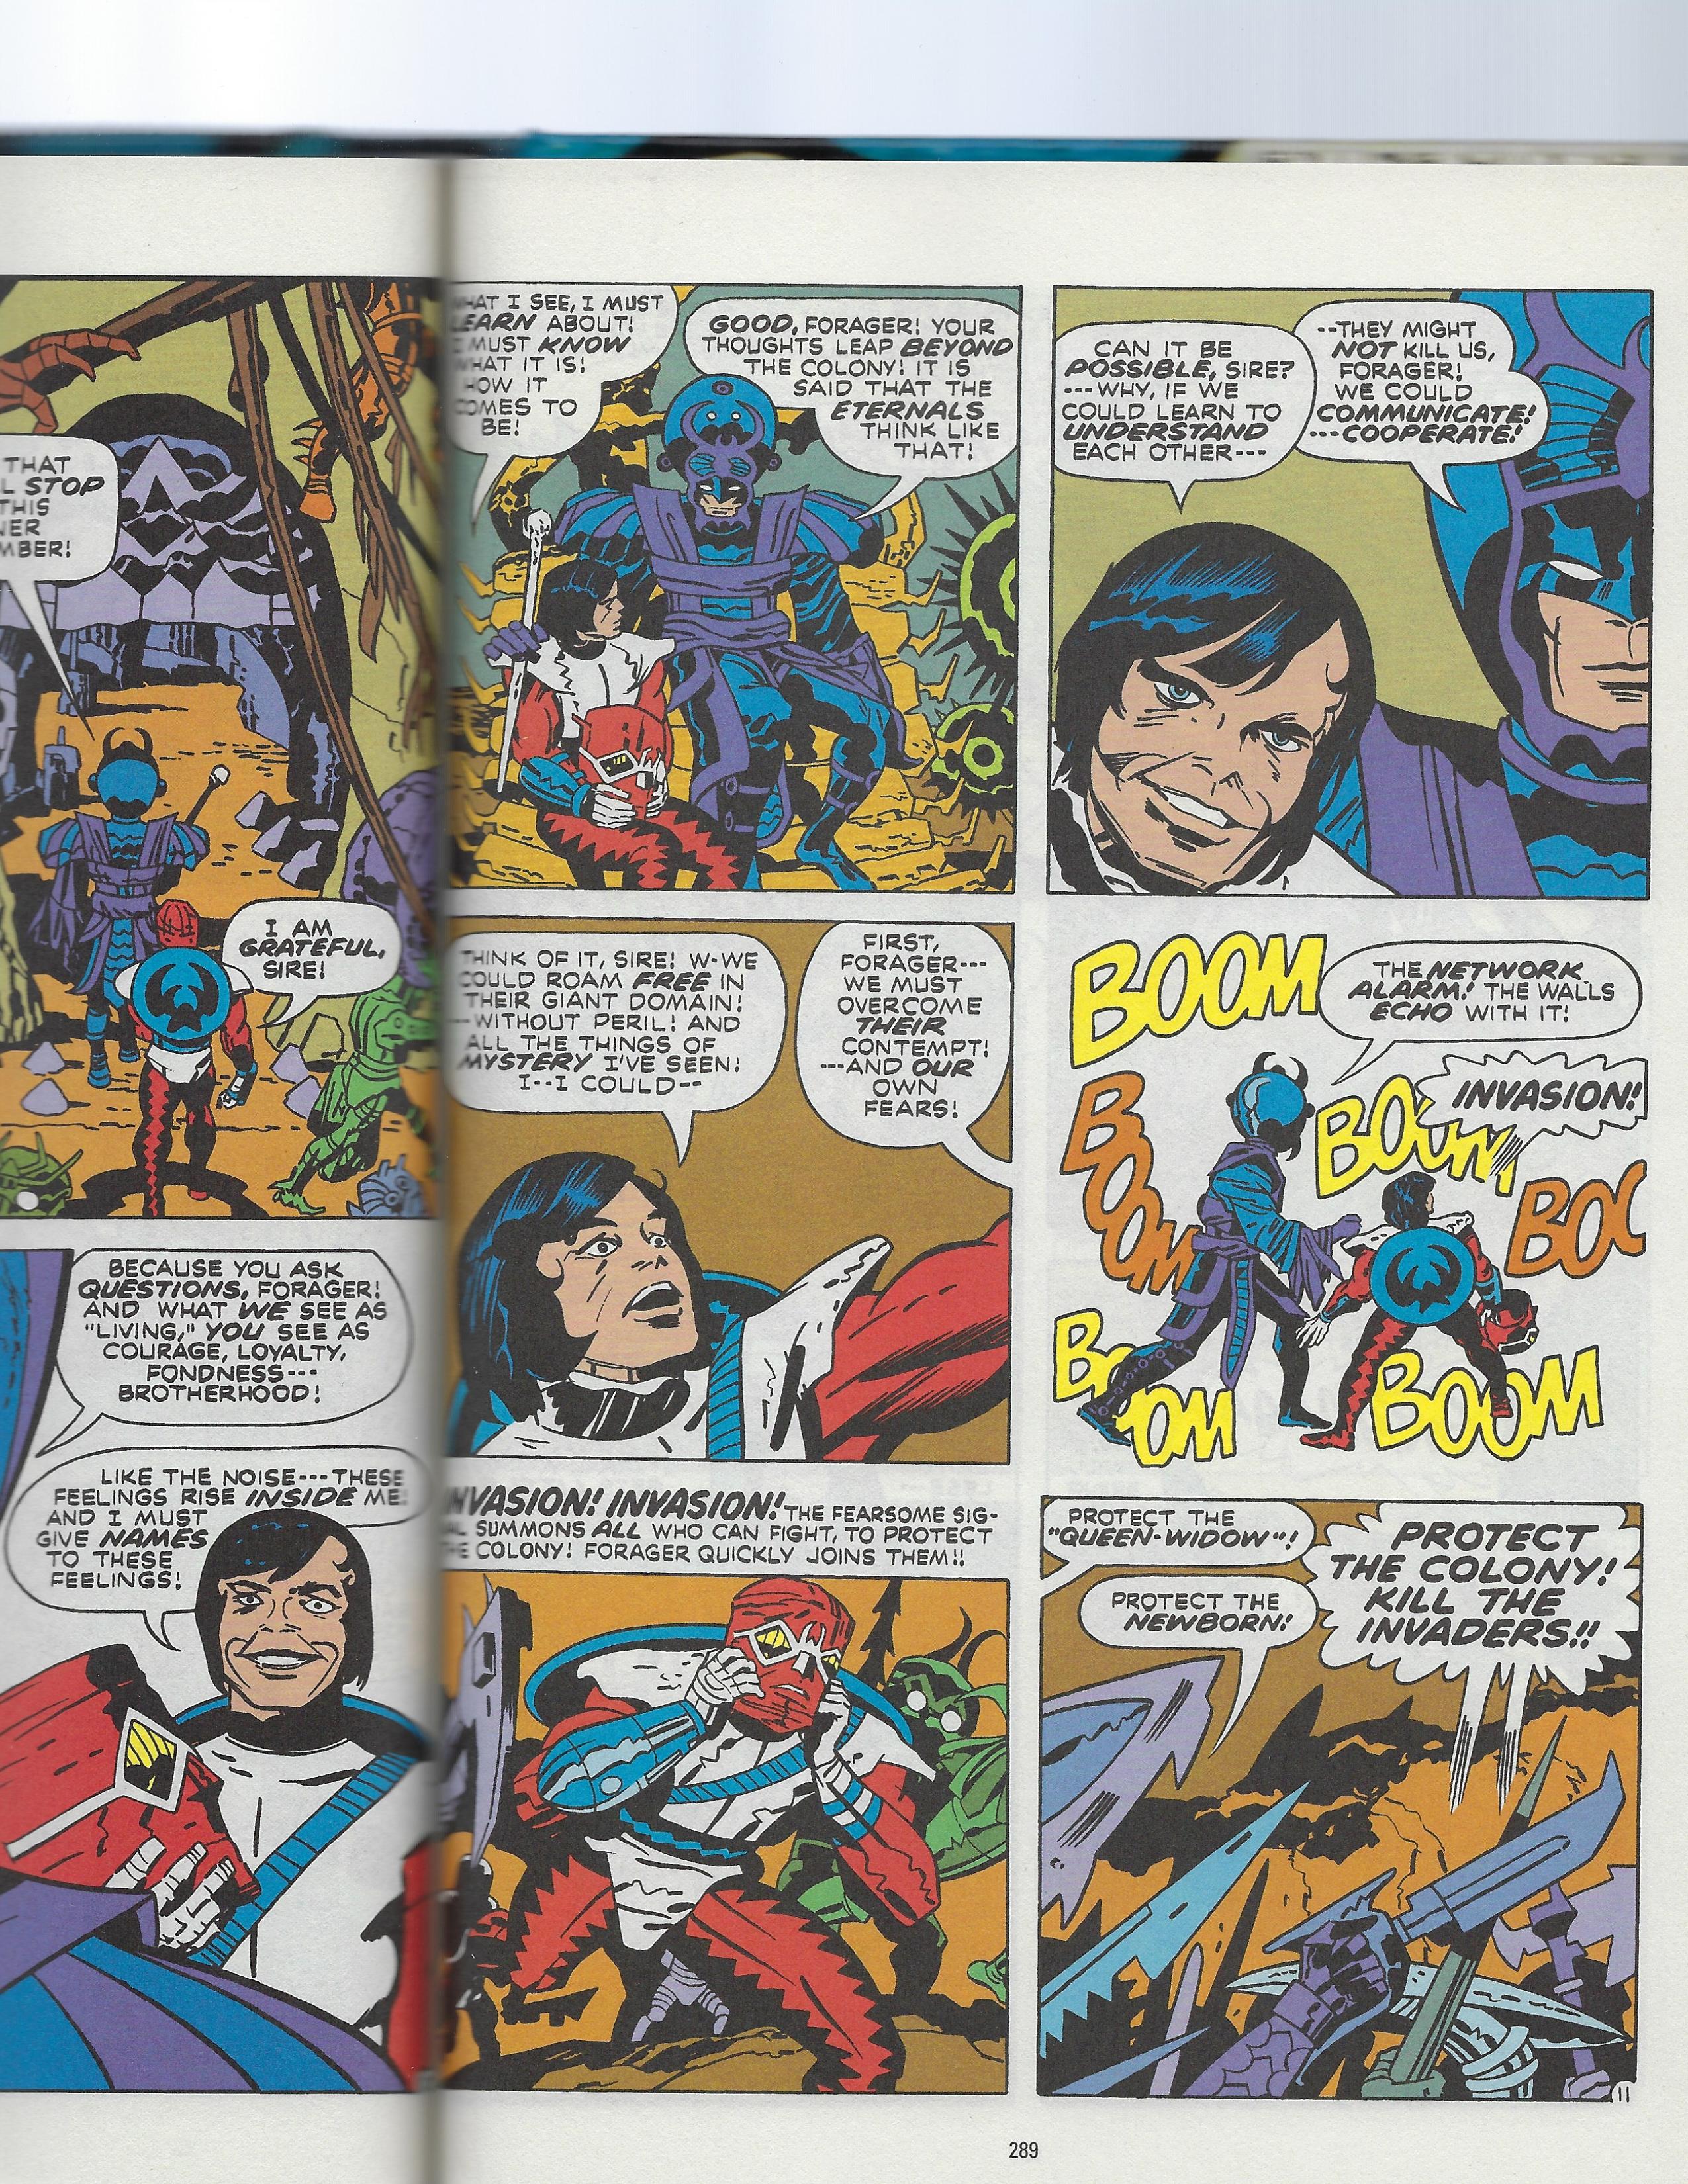 THAT
STOP
THIS
I AM
GRATEFUL,
SIRE!
BECAUSE YOU ASK
QUESTIONS, FORAGER!
AND WHAT WE SEE AS
"LIVING," YOU SEE AS
COURAGE, LOYALTY,
FONDNESS---
BROTHERHOOD!
LIKE THE NOISE---THESE
FEELINGS RISE INSIDE ME!
AND I MUST
GIVE NAMES
TO THESE
FEELINGS!
I SEE, I MUST
ABOUT!
MUST KNOW
WHAT IT IS!
HOW IT
COMES TO
BE!
GOOD, FORAGER! YOUR
THOUGHTS LEAP BEYOND
THE COLONY! IT IS
SAID THAT THE
ETERNALS
THINK LIKE
THAT!
CAN IT BE
POSSIBLE, SIRE?
---WHY, IF WE
COULD LEARN TO
UNDERSTAND
EACH OTHER---
--THEY MIGHT
NOT KILL US,
FORAGER!
WE COULD
COMMUNICATE!
---COOPERATE!
THINK OF IT, SIRE! W-WE
COULD ROAM FREE IN
THEIR GIANT DOMAIN!
--WITHOUT PERIL! AND
ALL THE THINGS OF
MYSTERY I'VE SEEN!
I--I COULD--
FIRST,
FORAGER---
WE MUST
OVERCOME
THEIR
CONTEMPT!
---AND OUR
OWN
FEARS!
BOOM
THE NETWORK
ALARM! THE WALLS
ECHO WITH IT!
INVASION!
BOOM
BOOM
BOO
BOOM
BOOM
INVASION! INVASION! THE FEARSOME SIG-
SUMMONS ALL WHO CAN FIGHT, TO PROTECT
THE COLONY! FORAGER QUICKLY JOINS THEM!!
PROTECT THE
"QUEEN-WIDOW"!
PROTECT THE
NEWBORN!
PROTECT
THE COLONY!
KILL THE
INVADERS!!
11
289